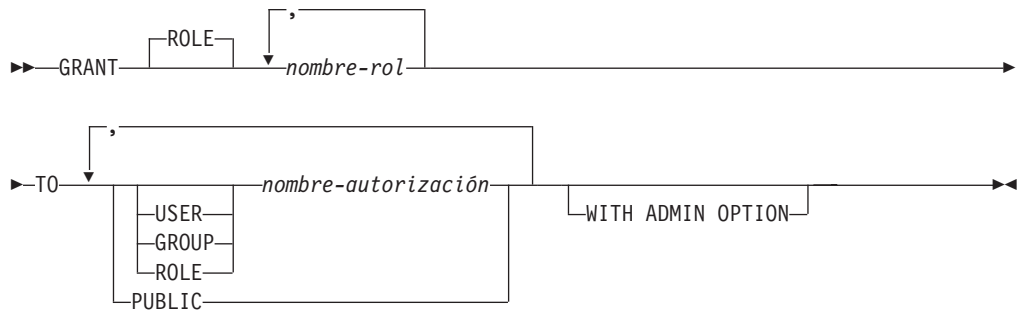 ,
ROLE
GRANT nombre-rol
,
TO nombre-autorización
USER WITH ADMIN OPTION
GROUP
ROLE
PUBLIC